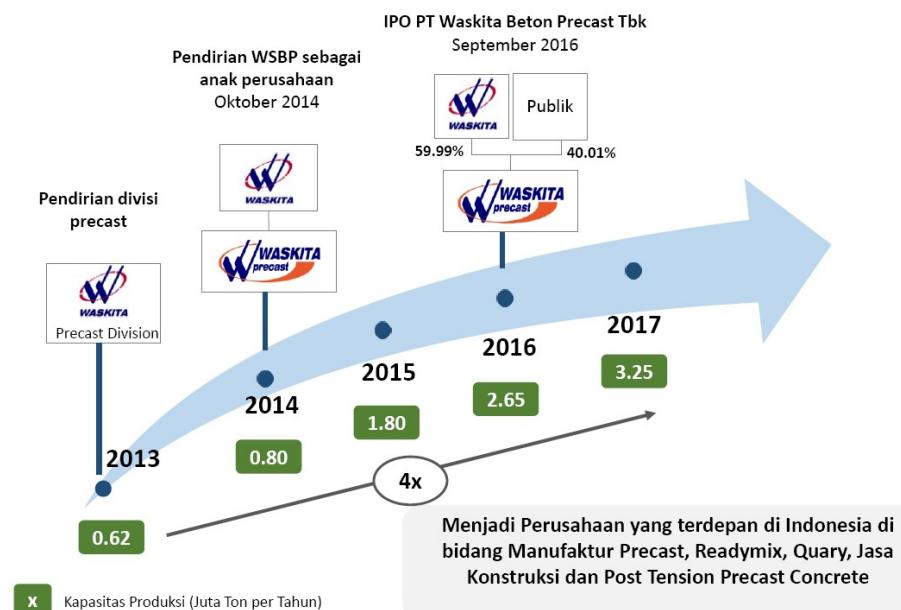 IPO PT Waskita Beton Precast Tbk
September 2016
Pendirian WSBP sebagai
anak perusahaan
Oktober 2014
WASKITA
Publik
59.99%
40.01%
WASKITA
WASKITA
precast
Pendirian divisi
precast
WASKITA
precast
WASKITA
Precast Division
2013
2014
2015
2016
2017
0.62
0.80
1.80
2.65
3.25
4x
Menjadi Perusahaan yang terdepan di Indonesia di
bidang Manufaktur Precast, Readymix, Quary, Jasa
Konstruksi dan Post Tension Precast Concrete
X Kapasitas Produksi (Juta Ton per Tahun)